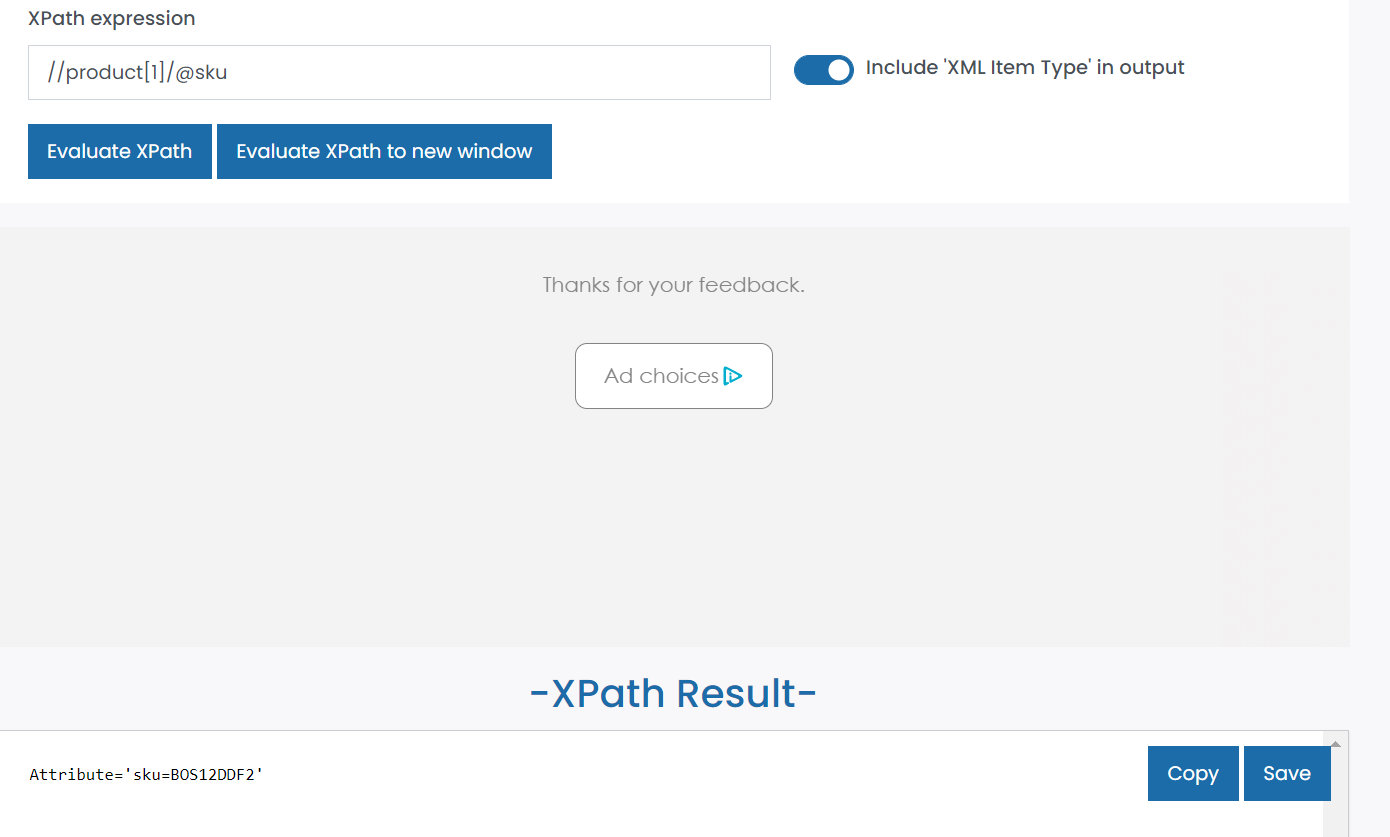 XPath expression
//product[1]/@sku
Include 'XML Item Type' in output
Evaluate XPath
Evaluate XPath to new window
Thanks for your feedback.
Ad choices
-XPath Result-
Attribute='sku=BOS12DDF2'
Copy
Save